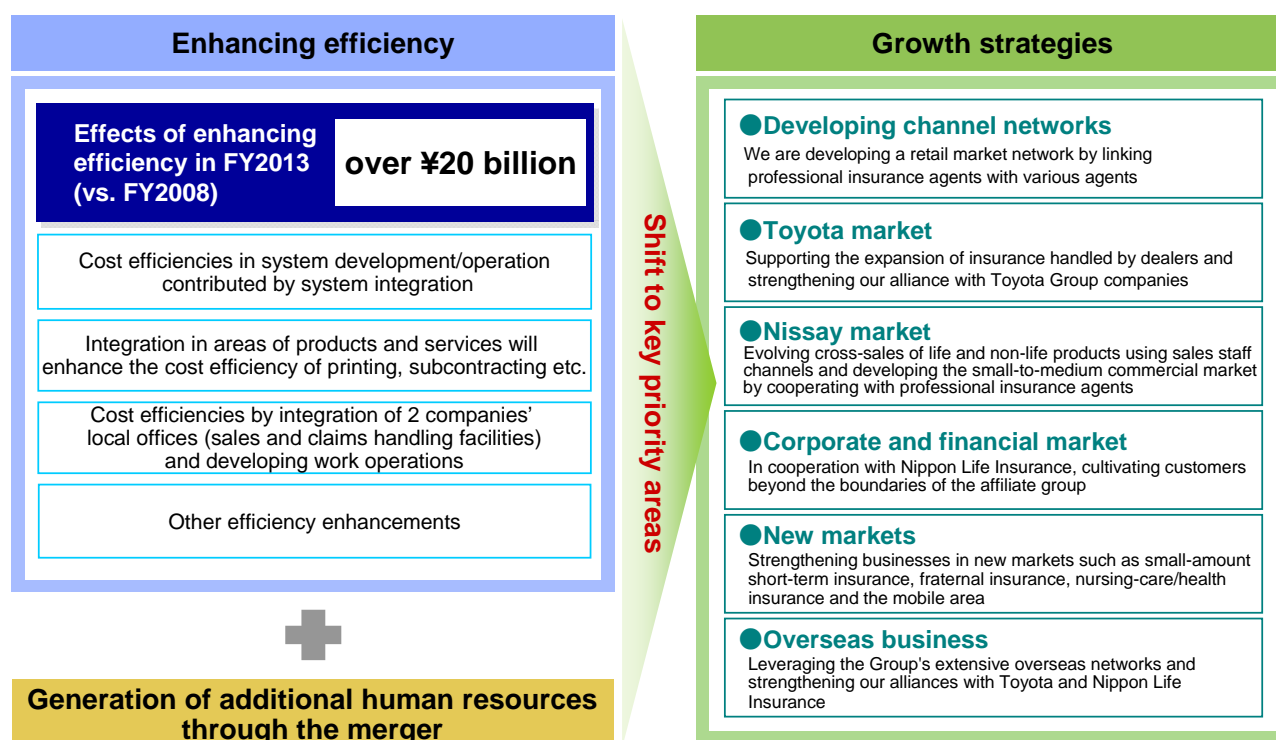 Enhancing efficiency
Effects of enhancing
efficiency in FY2013
(vs. FY2008)
over ¥20 billion
Cost efficiencies in system development/operation
contributed by system integration
Integration in areas of products and services will
enhance the cost efficiency of printing, subcontracting etc.
Cost efficiencies by integration of 2 companies’
local offices (sales and claims handling facilities)
and developing work operations
Other efficiency enhancements
Generation of additional human resources
through the merger
Shift to key priority areas
Growth strategies
●Developing channel networks
We are developing a retail market network by linking
professional insurance agents with various agents
●Toyota market
Supporting the expansion of insurance handled by dealers and
strengthening our alliance with Toyota Group companies
●Nissay market
Evolving cross-sales of life and non-life products using sales staff
channels and developing the small-to-medium commercial market
by cooperating with professional insurance agents
●Corporate and financial market
In cooperation with Nippon Life Insurance, cultivating customers
beyond the boundaries of the affiliate group
●New markets
Strengthening businesses in new markets such as small-amount
short-term insurance, fraternal insurance, nursing-care/health
insurance and the mobile area
●Overseas business
Leveraging the Group's extensive overseas networks and
strengthening our alliances with Toyota and Nippon Life
Insurance